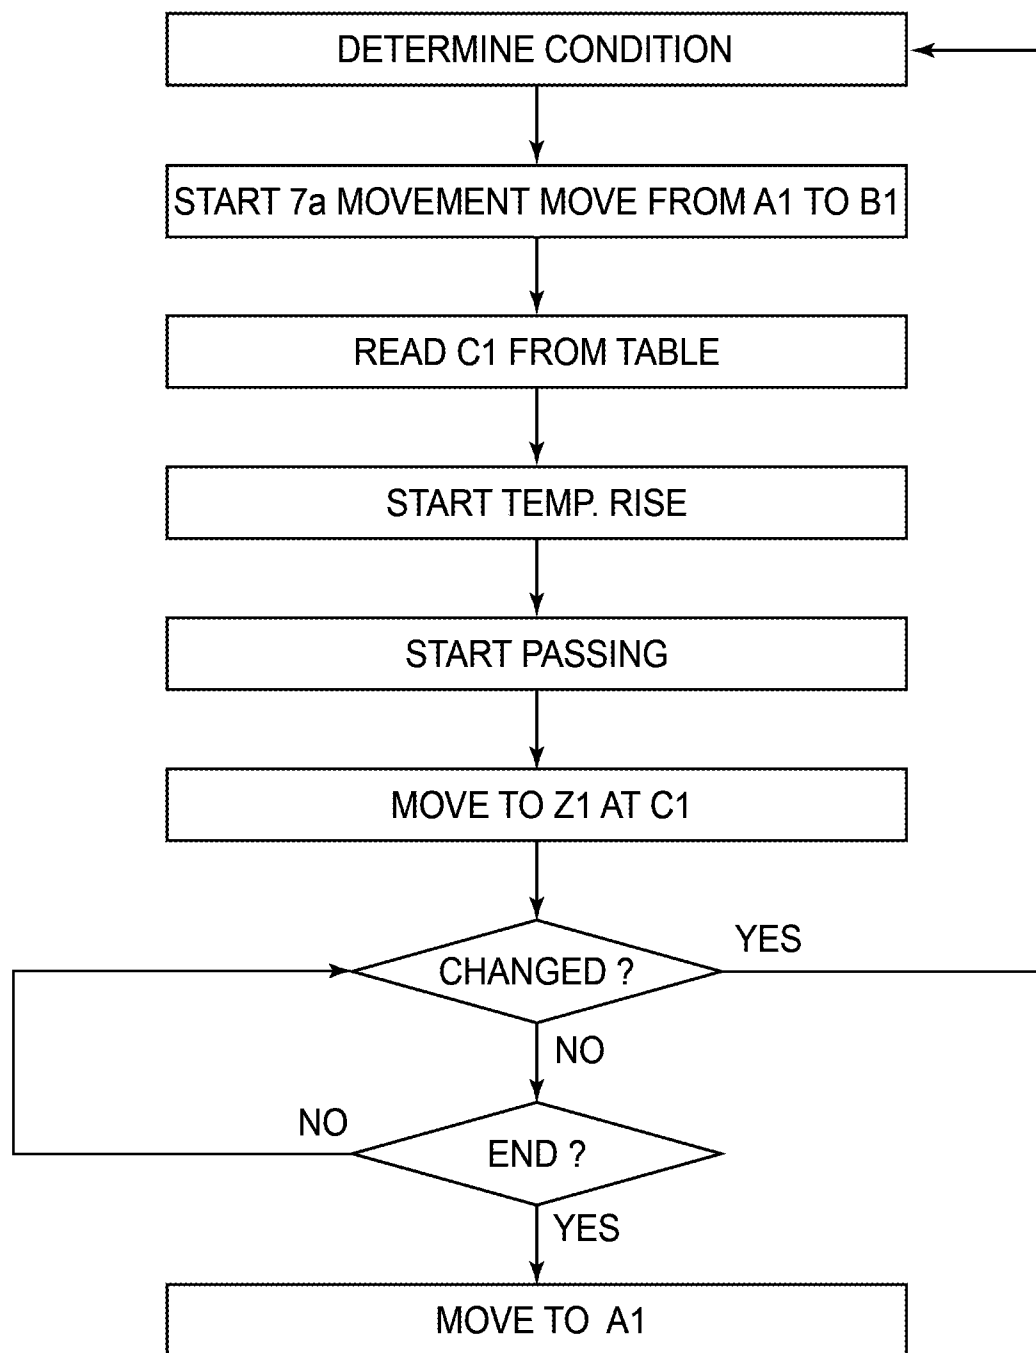 DETERMINE CONDITION
START 7a MOVEMENT MOVE FROM A1 TO B1
READ C1 FROM TABLE
START TEMP. RISE
START PASSING
MOVE TO Z1 AT C1
YES
CHANGED ?
NO
NO
END ?
YES
MOVE TO A1